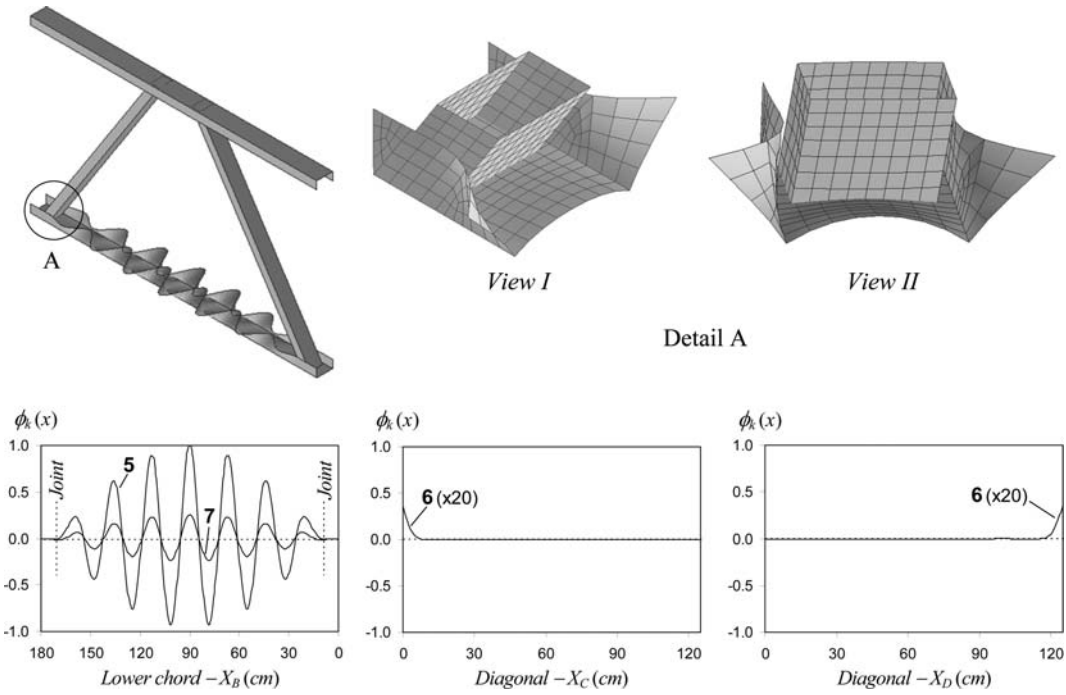 A
View I
View II
Detail A
ϕk (x)
1.0
0.5
0.0
-0.5
-1.0
Joint
5
7
Joint
180 150 120 90 60 30 0
Lower chord – XB (cm)
ϕk (x)
1.0
0.5
0.0
-0.5
-1.0
6 (x20)
0 30 60 90 120
Diagonal – XC (cm)
ϕk (x)
1.0
0.5
0.0
-0.5
-1.0
6 (x20)
0 30 60 90 120
Diagonal – XD (cm)